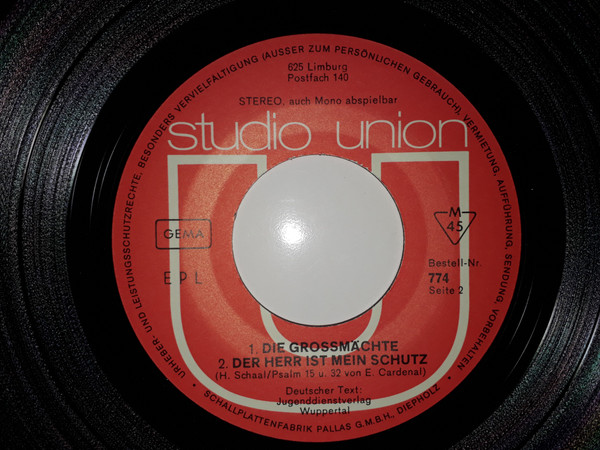 URHEBER- UND LEISTUNGSSCHUTZRECHTE, BESONDERS VERVIELFALTIGUNG (AUSSER ZUM PERSÖNLICHEN GEBRAUCH), VERMIETUNG, AUFFÜHRUNG, SENDUNG, VORBEHALTEN
625 Limburg
Postfach 140
STEREO, auch Mono abspielbar
studio union
GEMA
M
45
E P L
Bestell-Nr.
774
Seite 2
1. DIE GROSSMÄCHTE
2. DER HERR IST MEIN SCHUTZ
(H. Schaal/Psalm 15 u. 32 von E. Cardenal)
Deutscher Text:
Jugenddienstverlag
Wuppertal
* SCHALLPLATTENFABRIK PALLAS G.M.B.H., DIEPHOLZ *